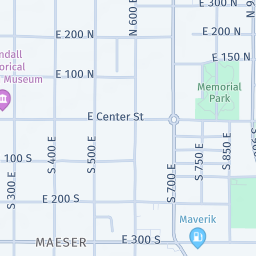 E 300 N
N 600 E
E 200 N
E 200 N
E 150 N
E 100 N
Museum
Memorial
Park
E Center St
100 S
S 300 E
S 400 E
S 500 E
S 700 E
S 750 E
S 850 E
E 200 S
Maverik
MAESER
E 300 S